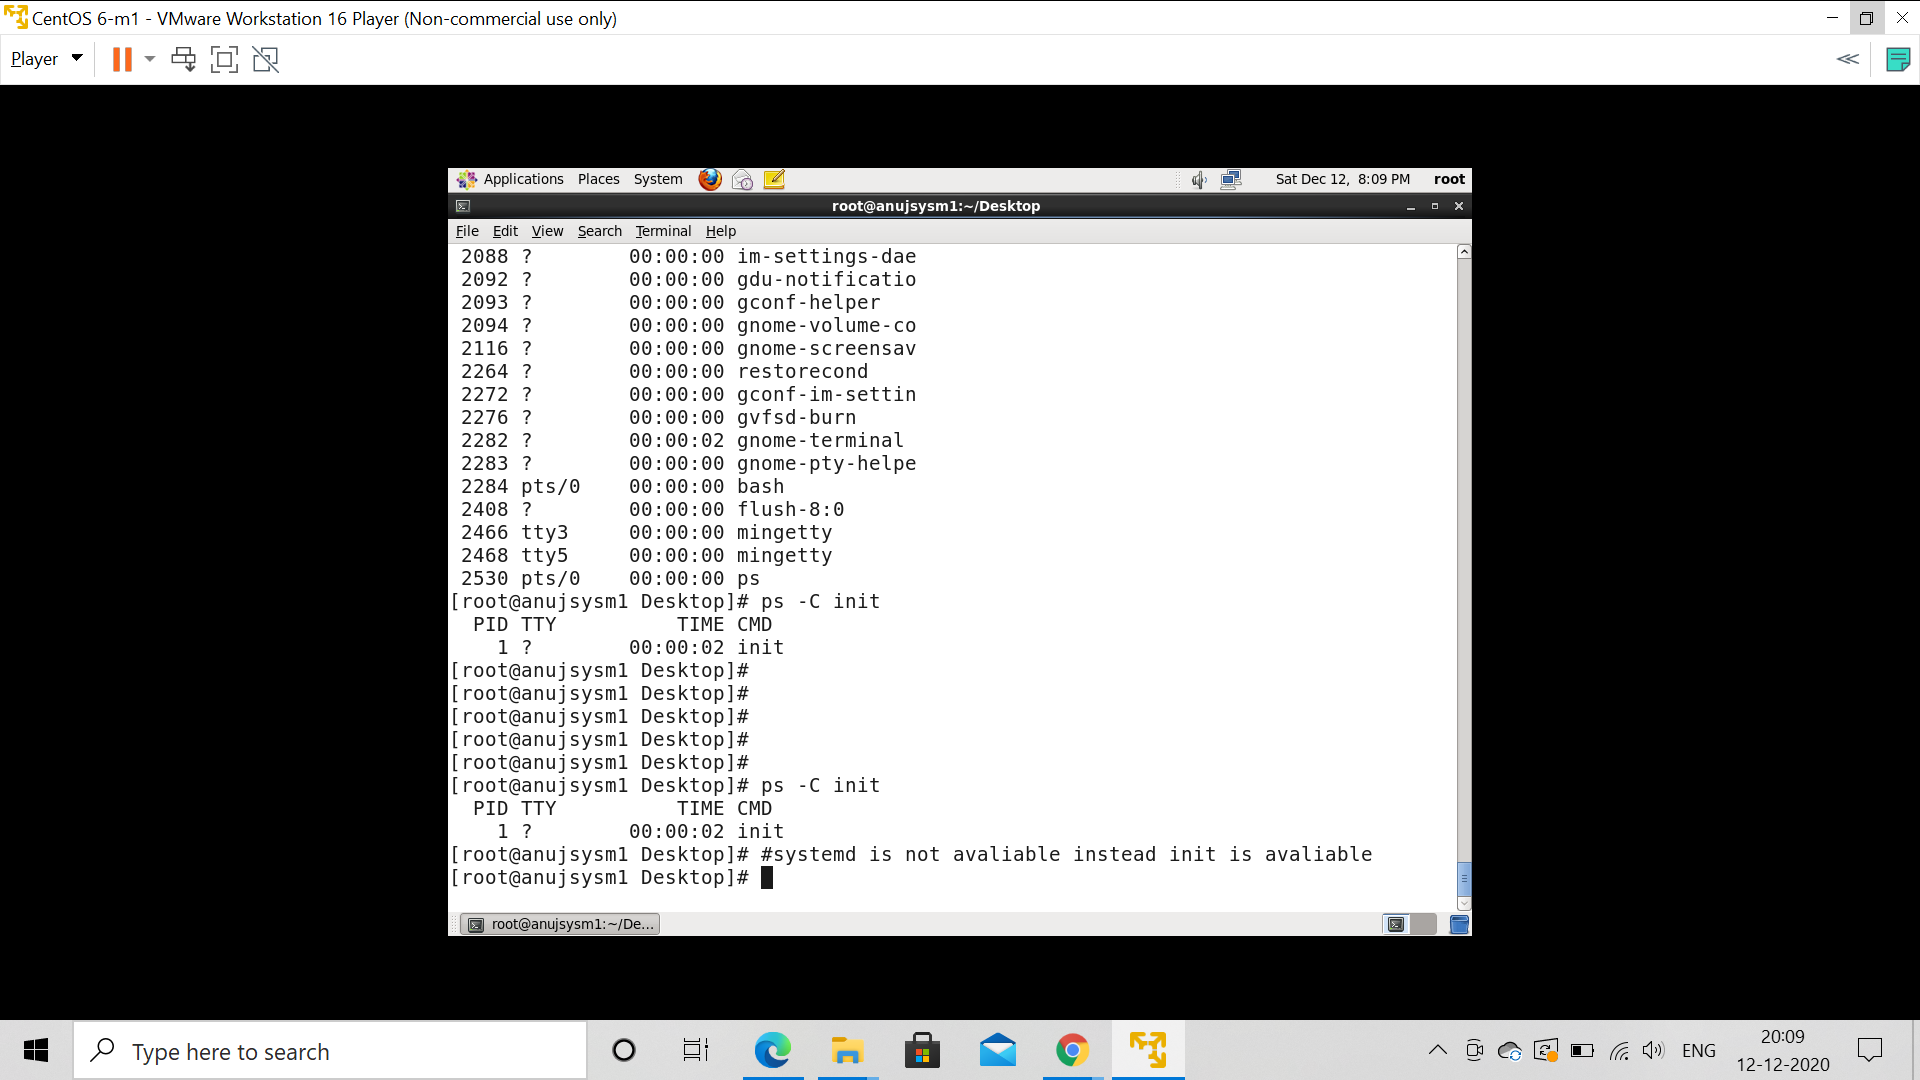 CentOS 6-m1 - VMware Workstation 16 Player (Non-commercial use only)
Player
Applications Places System Sat Dec 12, 8:09 PM root
root@anujsysm1:~/Desktop
File Edit View Search Terminal Help
2088 ? 00:00:00 im-settings-dae
2092 ? 00:00:00 gdu-notificatio
2093 ? 00:00:00 gconf-helper
2094 ? 00:00:00 gnome-volume-co
2116 ? 00:00:00 gnome-screensav
2264 ? 00:00:00 restorecond
2272 ? 00:00:00 gconf-im-settin
2276 ? 00:00:00 gvfsd-burn
2282 ? 00:00:02 gnome-terminal
2283 ? 00:00:00 gnome-pty-helpe
2284 pts/0 00:00:00 bash
2408 ? 00:00:00 flush-8:0
2466 tty3 00:00:00 mingetty
2468 tty5 00:00:00 mingetty
2530 pts/0 00:00:00 ps
[root@anujsysm1 Desktop]# ps -C init
PID TTY TIME CMD
1 ? 00:00:02 init
[root@anujsysm1 Desktop]#
[root@anujsysm1 Desktop]#
[root@anujsysm1 Desktop]#
[root@anujsysm1 Desktop]#
[root@anujsysm1 Desktop]#
[root@anujsysm1 Desktop]# ps -C init
PID TTY TIME CMD
1 ? 00:00:02 init
[root@anujsysm1 Desktop]# #systemd is not avaliable instead init is avaliable
[root@anujsysm1 Desktop]#
root@anujsysm1:~/De...
Type here to search
ENG
20:09
12-12-2020